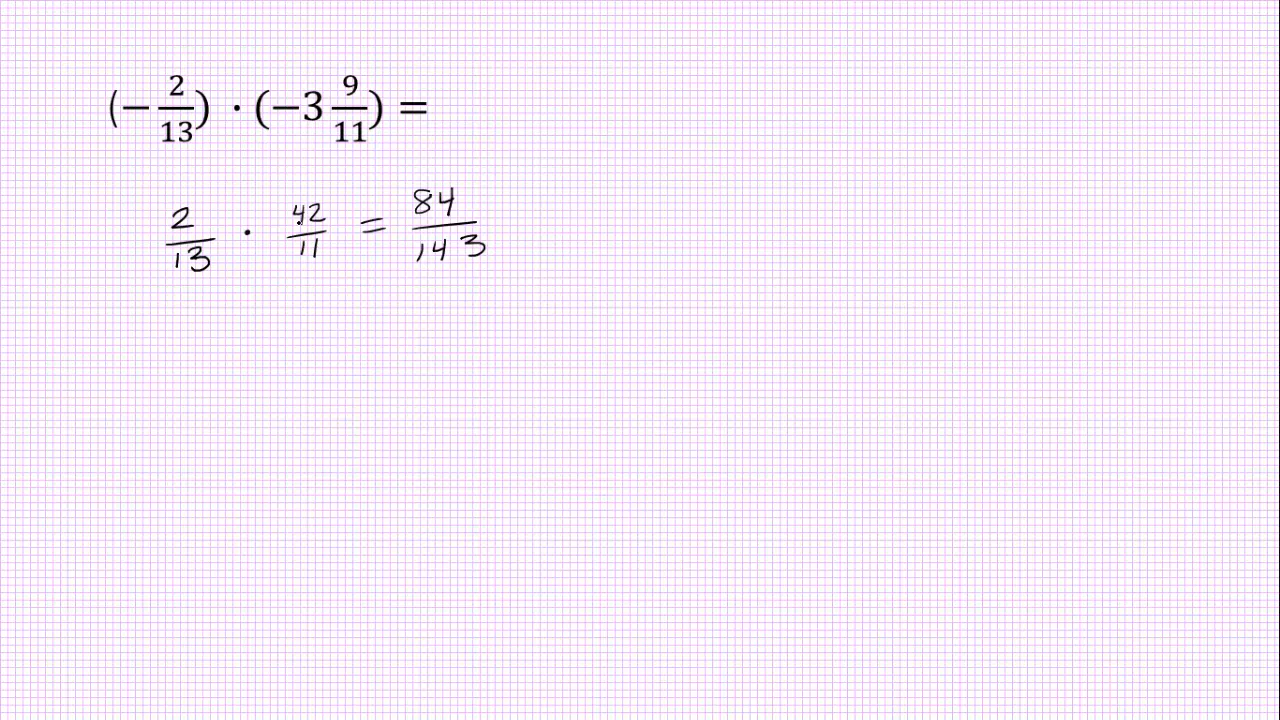 (−2/13) · (−3 9/11) =
2/13 · 42/11 = 84/143